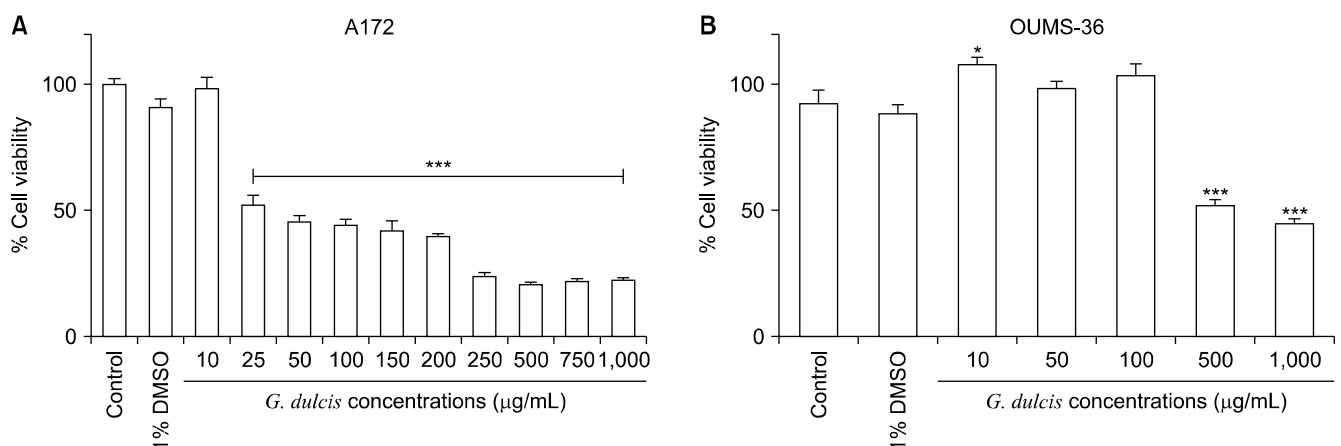 A
A172
% Cell viability
100
50
0
***
Control
1% DMSO
10
25
50
100
150
200
250
500
750
1,000
G. dulcis concentrations (μg/mL)
B
OUMS-36
% Cell viability
100
50
0
*
***
***
Control
1% DMSO
10
50
100
500
1,000
G. dulcis concentrations (μg/mL)